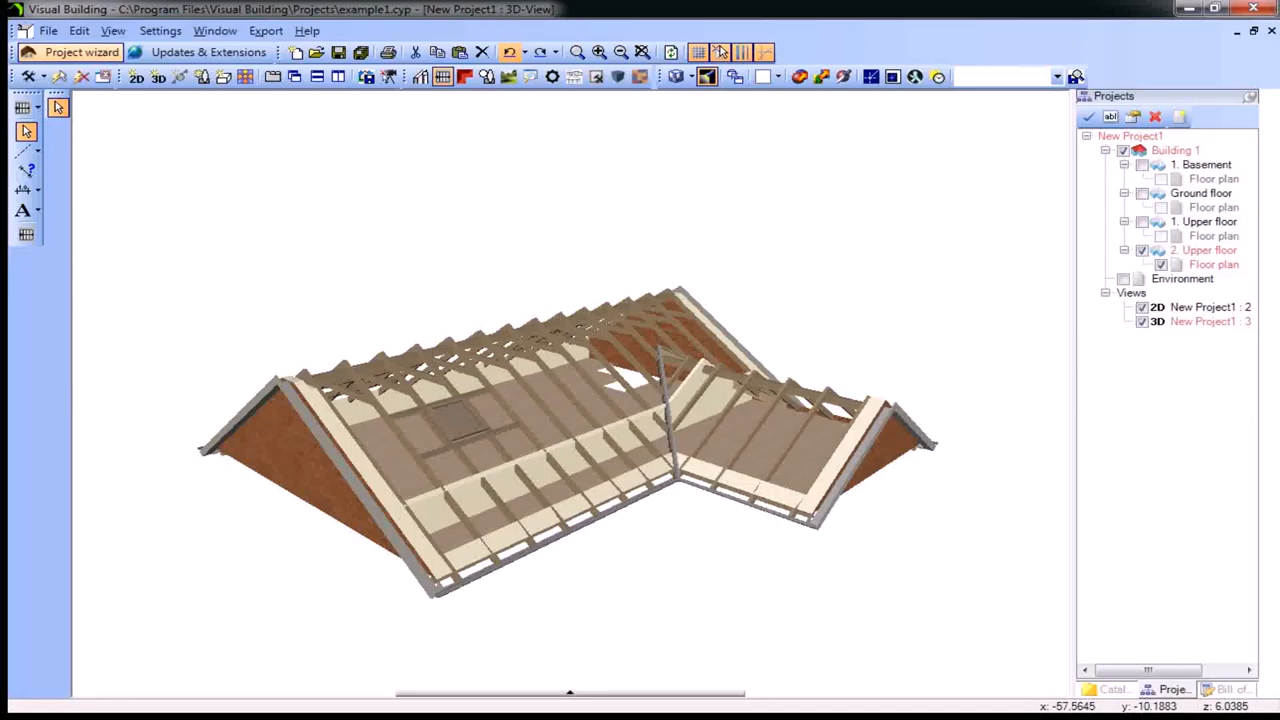 Visual Building - C:\Program Files\Visual Building\Projects\example1.cyp - [New Project1 : 3D-View]
File Edit View Settings Window Export Help
Project wizard Updates & Extensions
2D 3D
Projects
abl
New Project1
Building 1
1. Basement
Floor plan
Ground floor
Floor plan
1. Upper floor
Floor plan
2. Upper floor
Floor plan
Environment
Views
2D New Project1 : 2
3D New Project1 : 3
A
Catal... Proje... Bill of...
x: -57.5645 y: -10.1883 z: 6.0385